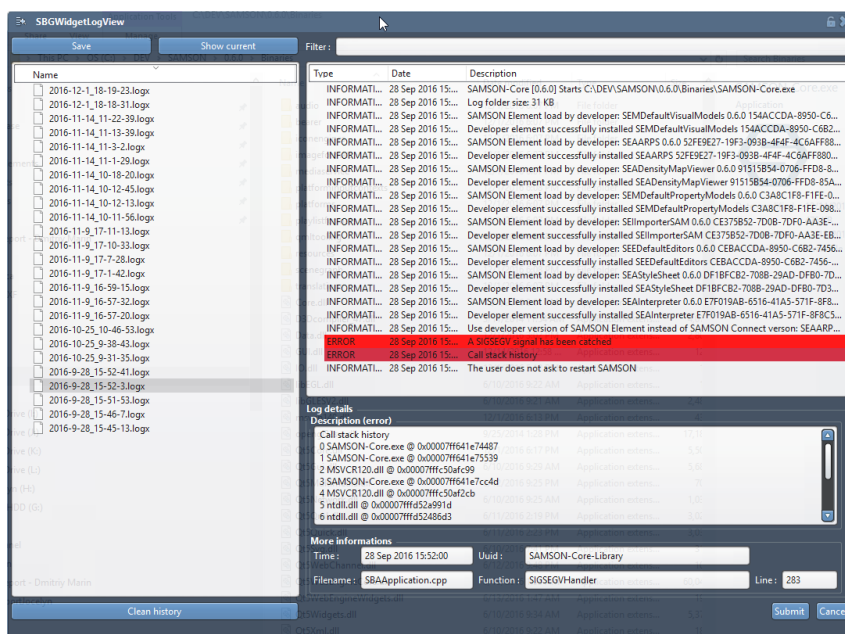 SBGWidgetLogView
Save
Show current
Filter :
Name
2016-12-1_18-19-23.logx
2016-12-1_18-18-31.logx
2016-11-14_11-22-39.logx
2016-11-14_11-13-39.logx
2016-11-14_11-3-2.logx
2016-11-14_11-1-29.logx
2016-11-14_10-18-20.logx
2016-11-14_10-12-45.logx
2016-11-14_10-12-13.logx
2016-11-14_10-11-56.logx
2016-11-9_17-11-13.logx
2016-11-9_17-10-33.logx
2016-11-9_17-7-28.logx
2016-11-9_17-1-42.logx
2016-11-9_16-59-15.logx
2016-11-9_16-57-32.logx
2016-11-9_16-57-20.logx
2016-10-25_10-46-53.logx
2016-10-25_9-38-43.logx
2016-10-25_9-31-35.logx
2016-9-28_15-52-41.logx
2016-9-28_15-52-3.logx
2016-9-28_15-51-53.logx
2016-9-28_15-46-7.logx
2016-9-28_15-45-13.logx
Clean history
Type Date Description
INFORMATI... 28 Sep 2016 15:... SAMSON-Core [0.6.0] Starts C:\DEV\SAMSON\0.6.0\Binaries\SAMSON-Core.exe
INFORMATI... 28 Sep 2016 15:... Log folder size: 31 KB
INFORMATI... 28 Sep 2016 15:... SAMSON Element load by developer: SEMDefaultVisualModels 0.6.0 154ACCDA-8950-C6...
INFORMATI... 28 Sep 2016 15:... Developer element successfully installed SEMDefaultVisualModels 154ACCDA-8950-C6B2...
INFORMATI... 28 Sep 2016 15:... SAMSON Element load by developer: SEAARPS 0.6.0 52FE9E27-19F3-093B-4F4F-4C6AFF88...
INFORMATI... 28 Sep 2016 15:... Developer element successfully installed SEAARPS 52FE9E27-19F3-093B-4F4F-4C6AFF880...
INFORMATI... 28 Sep 2016 15:... SAMSON Element load by developer: SEADensityMapViewer 0.6.0 91515B54-0706-FFD8-8...
INFORMATI... 28 Sep 2016 15:... Developer element successfully installed SEADensityMapViewer 91515B54-0706-FFD8-85A...
INFORMATI... 28 Sep 2016 15:... SAMSON Element load by developer: SEMDefaultPropertyModels 0.6.0 C3A8C1F8-F1FE-0...
INFORMATI... 28 Sep 2016 15:... Developer element successfully installed SEMDefaultPropertyModels C3A8C1F8-F1FE-098...
INFORMATI... 28 Sep 2016 15:... SAMSON Element load by developer: SEIImporterSAM 0.6.0 CE375B52-7D0B-7DF0-AA3E-...
INFORMATI... 28 Sep 2016 15:... Developer element successfully installed SEIImporterSAM CE375B52-7D0B-7DF0-AA3E-EB...
INFORMATI... 28 Sep 2016 15:... SAMSON Element load by developer: SEEDefaultEditors 0.6.0 CEBACCDA-8950-C6B2-7456...
INFORMATI... 28 Sep 2016 15:... Developer element successfully installed SEEDefaultEditors CEBACCDA-8950-C6B2-7456-...
INFORMATI... 28 Sep 2016 15:... SAMSON Element load by developer: SEAStyleSheet 0.6.0 DF1BFCB2-708B-29AD-DFB0-7D...
INFORMATI... 28 Sep 2016 15:... Developer element successfully installed SEAStyleSheet DF1BFCB2-708B-29AD-DFB0-7D3...
INFORMATI... 28 Sep 2016 15:... SAMSON Element load by developer: SEAInterpreter 0.6.0 E7F019AB-6516-41A5-571F-8F8...
INFORMATI... 28 Sep 2016 15:... Developer element successfully installed SEAInterpreter E7F019AB-6516-41A5-571F-8F8C5...
INFORMATI... 28 Sep 2016 15:... Use developer version of SAMSON Element instead of SAMSON Connect verson: SEAARP...
ERROR 28 Sep 2016 15:... A SIGSEGV signal has been catched
ERROR 28 Sep 2016 15:... Call stack history
INFORMATI... 28 Sep 2016 15:... The user does not ask to restart SAMSON
Log details
Description (error)
Call stack history
0 SAMSON-Core.exe @ 0x00007ff641e74487
1 SAMSON-Core.exe @ 0x00007ff641e75539
2 MSVCR120.dll @ 0x00007fffc50afc99
3 SAMSON-Core.exe @ 0x00007ff641e7cc4d
4 MSVCR120.dll @ 0x00007fffc50af2cb
5 ntdll.dll @ 0x00007fffd52a991d
6 ntdll.dll @ 0x00007fffd52486d3
More informations
Time : 28 Sep 2016 15:52:00 Uuid : SAMSON-Core-Library
Filename : SBAApplication.cpp Function : SIGSEGVHandler Line : 283
Submit
Cance